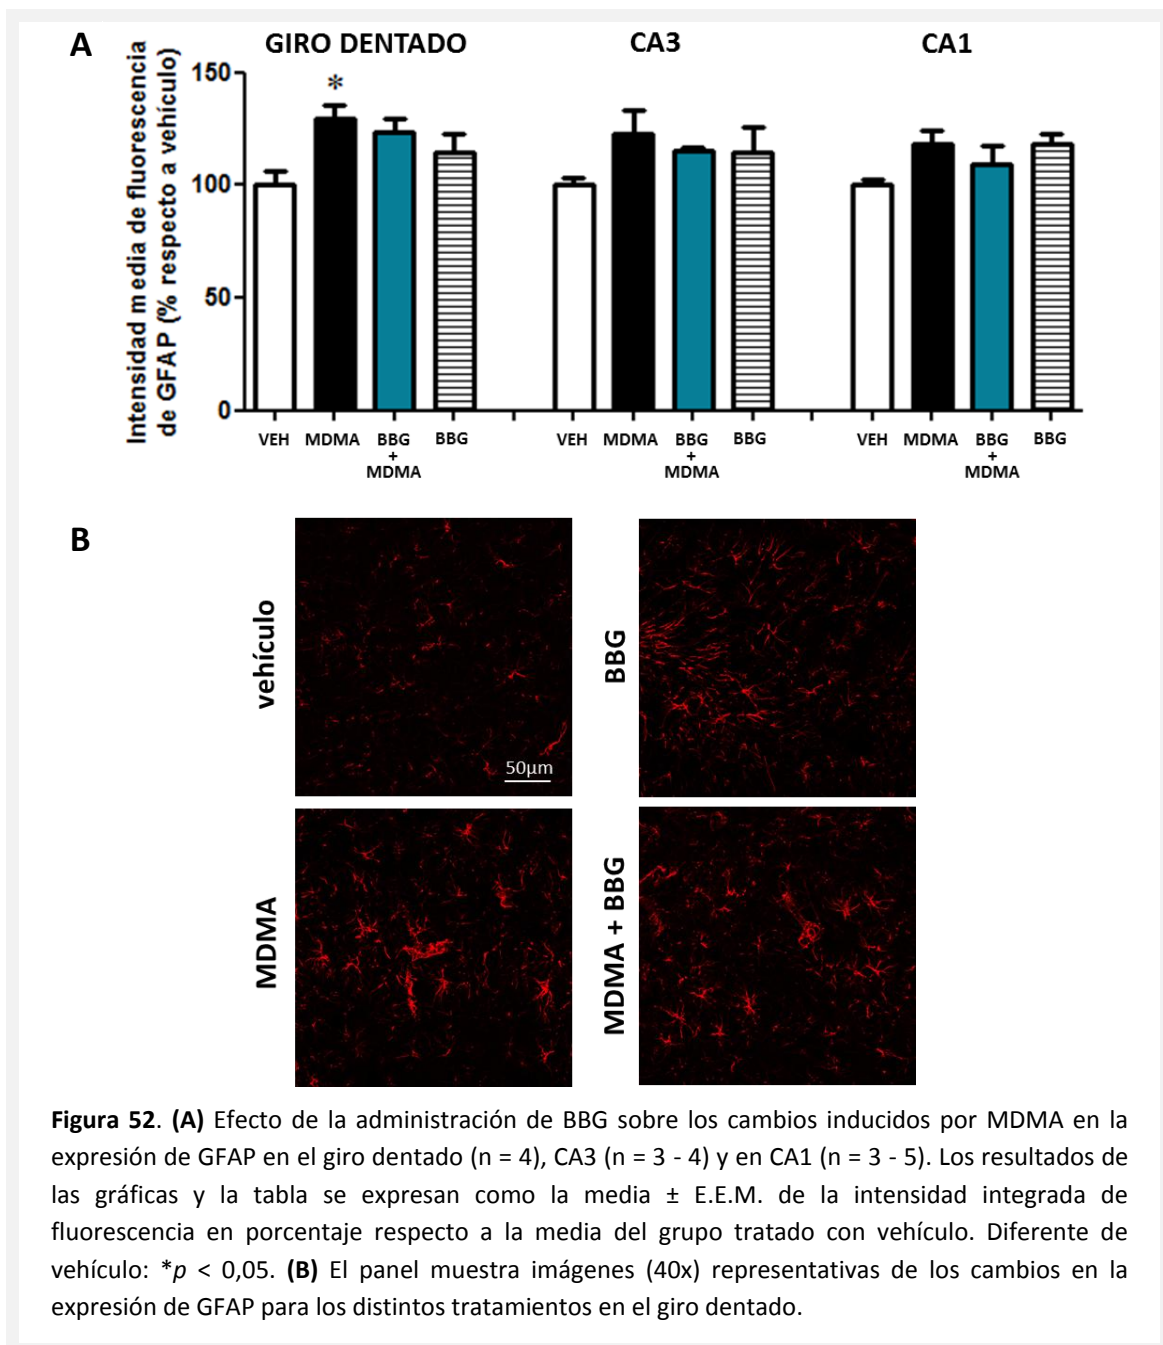 A
GIRO DENTADO
CA3
CA1
Intensidad media de fluorescencia
de GFAP (% respecto a vehículo)
150
100
50
0
*
VEH
MDMA
BBG
+
MDMA
BBG
VEH
MDMA
BBG
+
MDMA
BBG
VEH
MDMA
BBG
+
MDMA
BBG
B
vehículo
50µm
BBG
MDMA
MDMA + BBG
Figura 52. (A) Efecto de la administración de BBG sobre los cambios inducidos por MDMA en la
expresión de GFAP en el giro dentado (n = 4), CA3 (n = 3 - 4) y en CA1 (n = 3 - 5). Los resultados de
las gráficas y la tabla se expresan como la media ± E.E.M. de la intensidad integrada de
fluorescencia en porcentaje respecto a la media del grupo tratado con vehículo. Diferente de
vehículo: *p < 0,05. (B) El panel muestra imágenes (40x) representativas de los cambios en la
expresión de GFAP para los distintos tratamientos en el giro dentado.